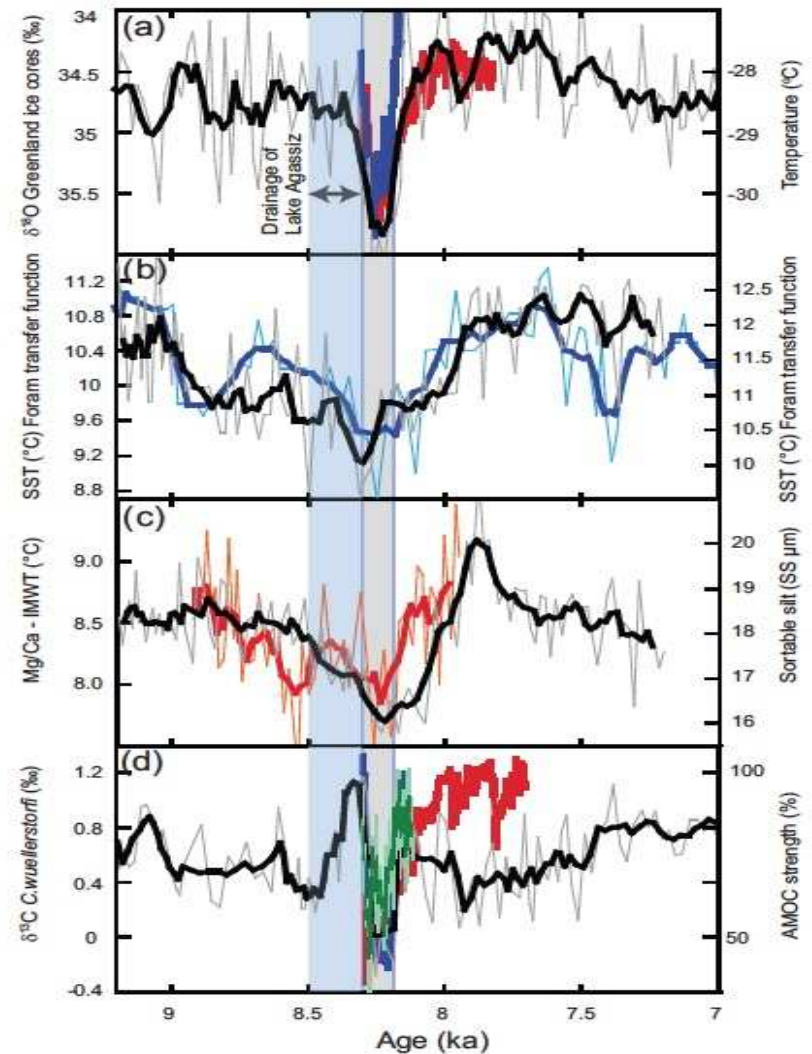 (a)
δ¹⁸O Greenland ice cores (‰)
34
34.5
35
35.5
Drainage of
Lake Agassiz
-28
-29
-30
Temperature (ºC)
(b)
SST (°C) Foram transfer function
11.2
10.8
10.4
10
9.6
9.2
8.8
12.5
12
11.5
11
10.5
10
SST (°C) Foram transfer function
(c)
Mg/Ca - IMWT (°C)
9.0
8.5
8.0
20
19
18
17
16
Sortable silt (SS µm)
(d)
δ¹³C C.wuellerstorfi (‰)
1.2
0.8
0.4
0
-0.4
100
50
AMOC strength (%)
9
8.5
8
7.5
7
Age (ka)